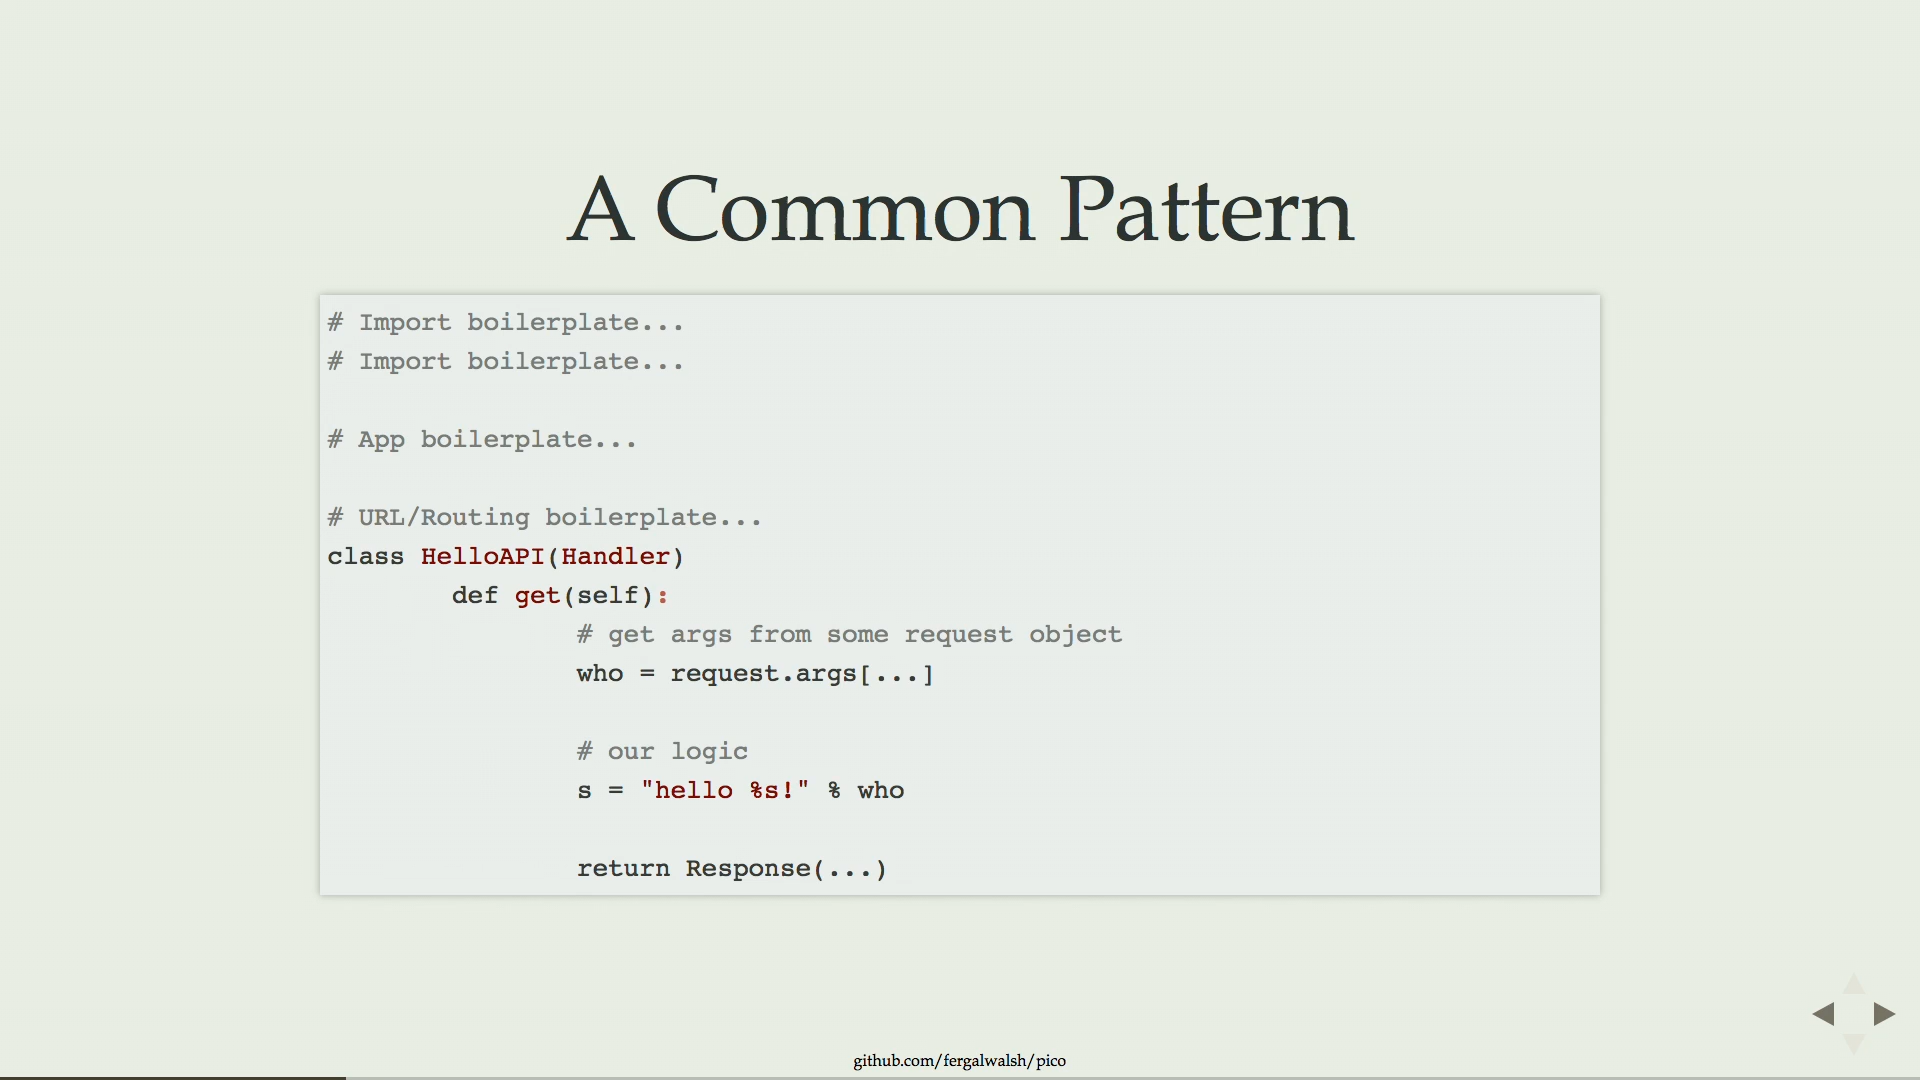 A Common Pattern
# Import boilerplate...
# Import boilerplate...
# App boilerplate...
# URL/Routing boilerplate...
class HelloAPI(Handler)
def get(self):
# get args from some request object
who = request.args[...]
# our logic
s = "hello %s!" % who
return Response(...)
github.com/fergalwalsh/pico